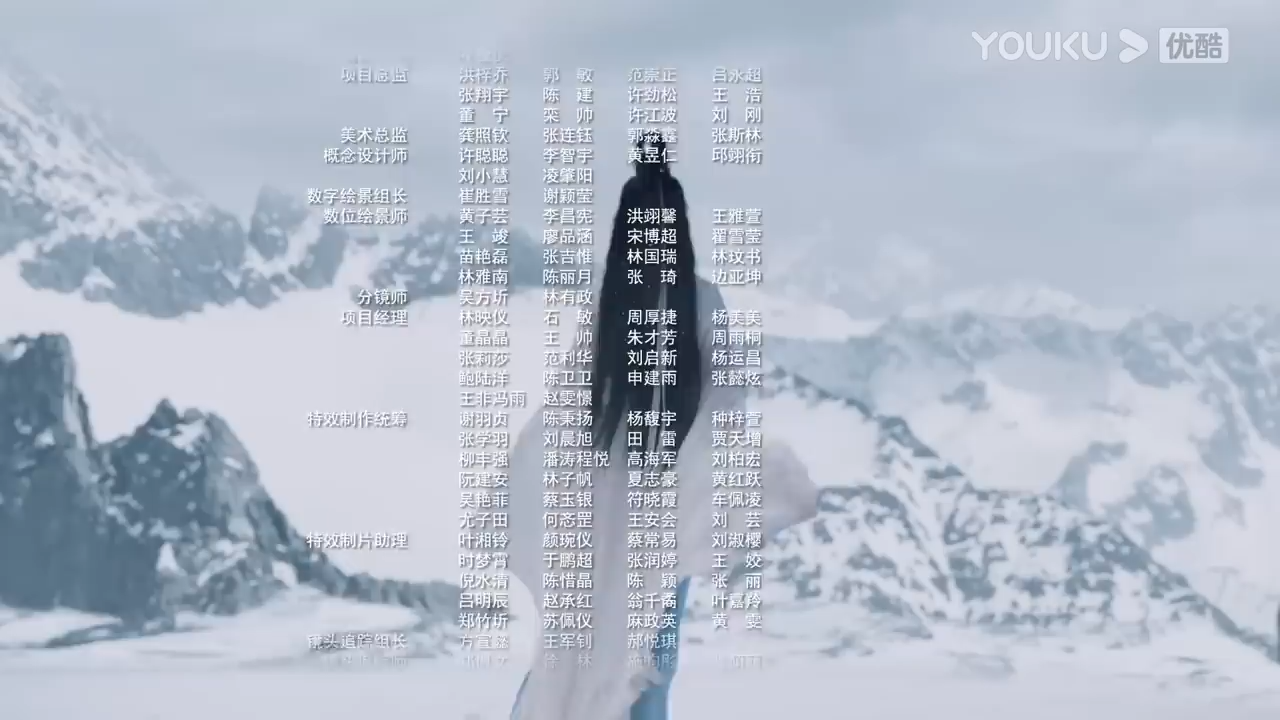 YOUKU 优酷
项目总监 洪梓乔 郭 敏 范崇正 吕永超
张翔宇 陈 建 许劲松 王 浩
董 宁 栾 帅 许江波 刘 刚
美术总监 龚照钦 张连钰 郭淼鑫 张斯林
概念设计师 许聪聪 李智宇 黄昱仁 邱翊衔
刘小慧 凌肇阳
数字绘景组长 崔胜雪 谢颖莹
数位绘景师 黄子芸 李昌宪 洪翊馨 王雅萱
王 竣 廖品涵 宋博超 翟雪莹
苗艳磊 张吉惟 林国瑞 林玟书
林雅南 陈丽月 张 琦 边亚坤
分镜师 吴方圻 林有政
项目经理 林映仪 石 敏 周厚捷 杨美美
董晶晶 王 帅 朱才芳 周雨桐
张莉莎 范利华 刘启新 杨运昌
鲍陆洋 陈卫卫 申建雨 张懿炫
王非冯雨 赵雯憬
特效制作统筹 谢羽贞 陈秉扬 杨馥宇 种梓萱
张学羽 刘晨旭 田 雷 贾天增
柳丰强 潘涛程悦 高海军 刘柏宏
阮建安 林子帆 夏志豪 黄红跃
吴艳菲 蔡玉银 符晓霞 车佩凌
尤子田 何忞罡 王安会 刘 芸
特效制片助理 叶湘铃 颜琬仪 蔡常易 刘淑樱
时梦霄 于鹏超 张润婷 王 姣
倪水清 陈惜晶 陈 颖 张 丽
吕明辰 赵承红 翁千矞 叶嘉羚
郑竹圻 苏佩仪 麻政英 黄 雯
镜头追踪组长 方宣 王军钊 郝悦琪
徐 林